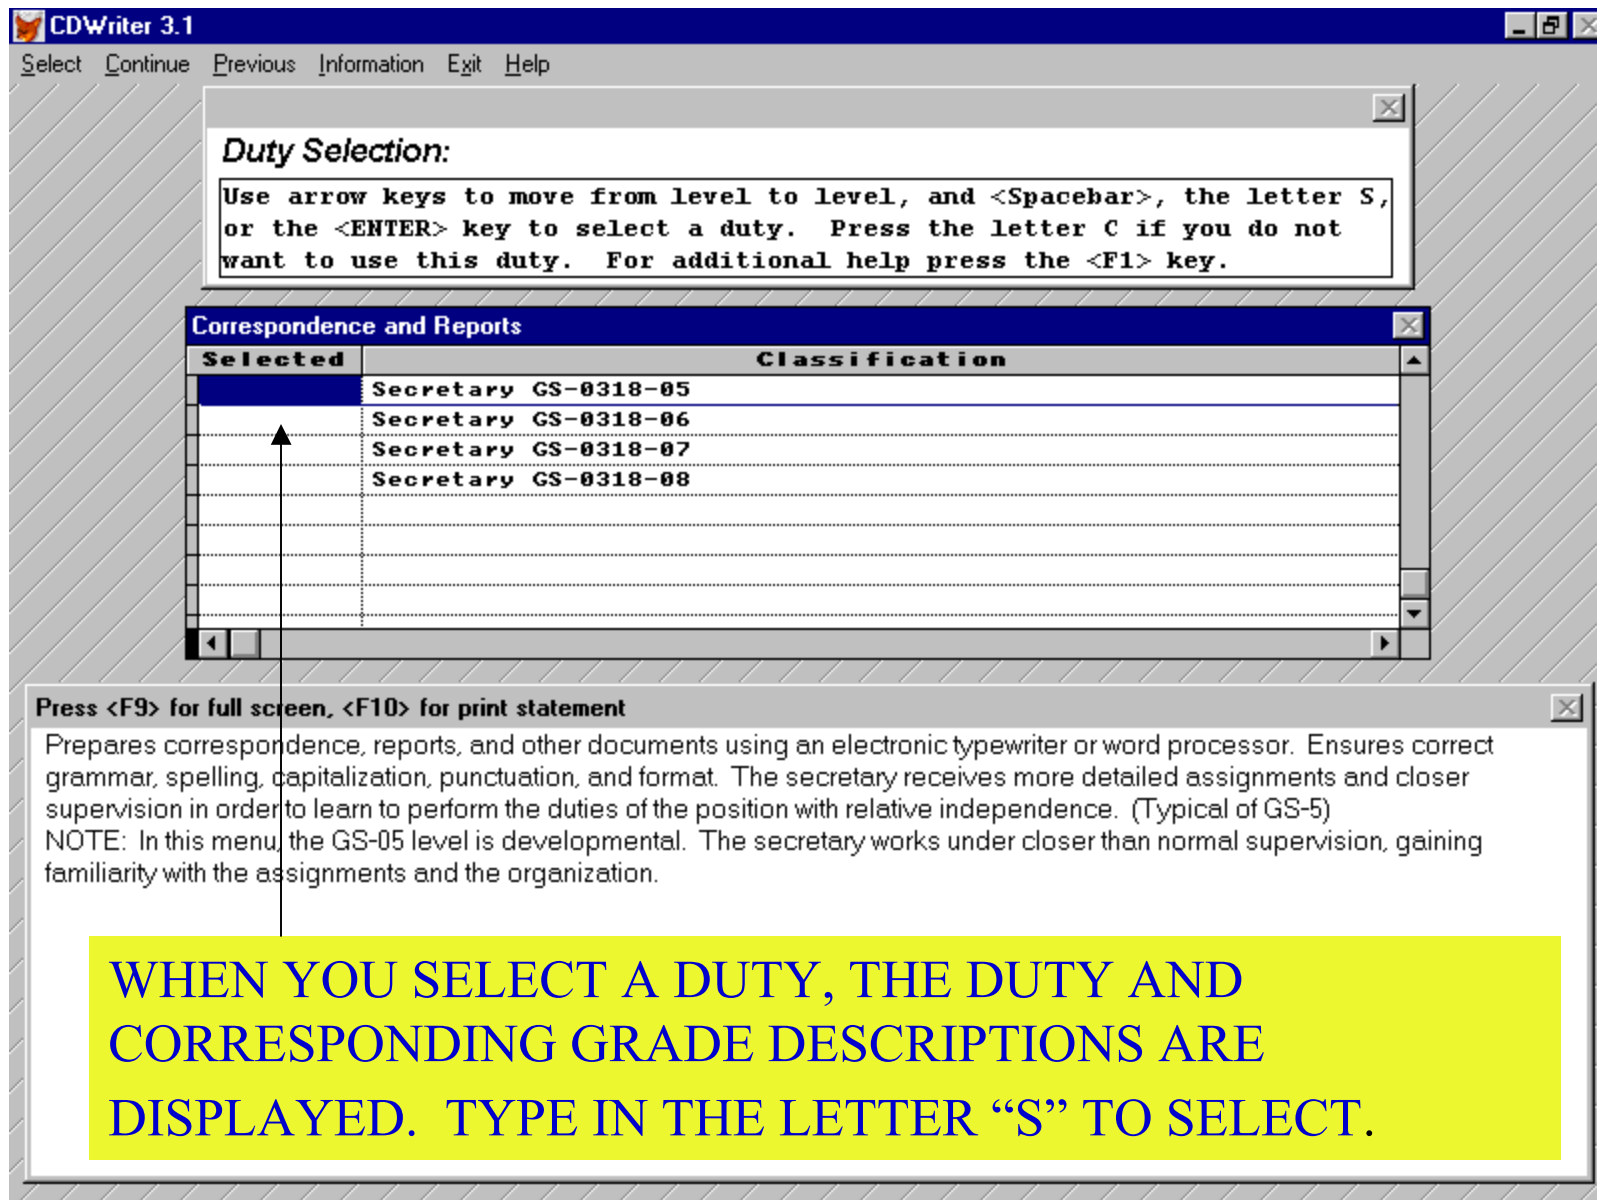 CDWriter 3.1
Select Continue Previous Information Exit Help
Duty Selection:
Use arrow keys to move from level to level, and <Spacebar>, the letter S,
or the <ENTER> key to select a duty.  Press the letter C if you do not
want to use this duty.  For additional help press the <F1> key.
Correspondence and Reports
Selected Classification
Secretary GS-0318-05
Secretary GS-0318-06
Secretary GS-0318-07
Secretary GS-0318-08
Press <F9> for full screen, <F10> for print statement
Prepares correspondence, reports, and other documents using an electronic typewriter or word processor.  Ensures correct
grammar, spelling, capitalization, punctuation, and format.  The secretary receives more detailed assignments and closer
supervision in order to learn to perform the duties of the position with relative independence.  (Typical of GS-5)
NOTE:  In this menu, the GS-05 level is developmental.  The secretary works under closer than normal supervision, gaining
familiarity with the assignments and the organization.
WHEN YOU SELECT A DUTY, THE DUTY AND
CORRESPONDING GRADE DESCRIPTIONS ARE
DISPLAYED.  TYPE IN THE LETTER “S” TO SELECT.